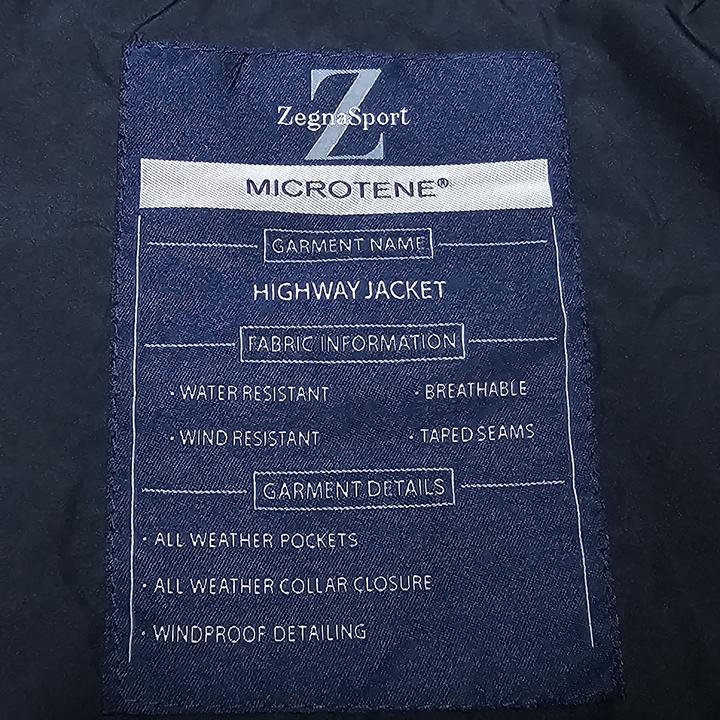 Z
ZegnaSport
MICROTENE®
GARMENT NAME
HIGHWAY JACKET
FABRIC INFORMATION
· WATER RESISTANT · BREATHABLE
· WIND RESISTANT · TAPED SEAMS
GARMENT DETAILS
· ALL WEATHER POCKETS
· ALL WEATHER COLLAR CLOSURE
· WINDPROOF DETAILING